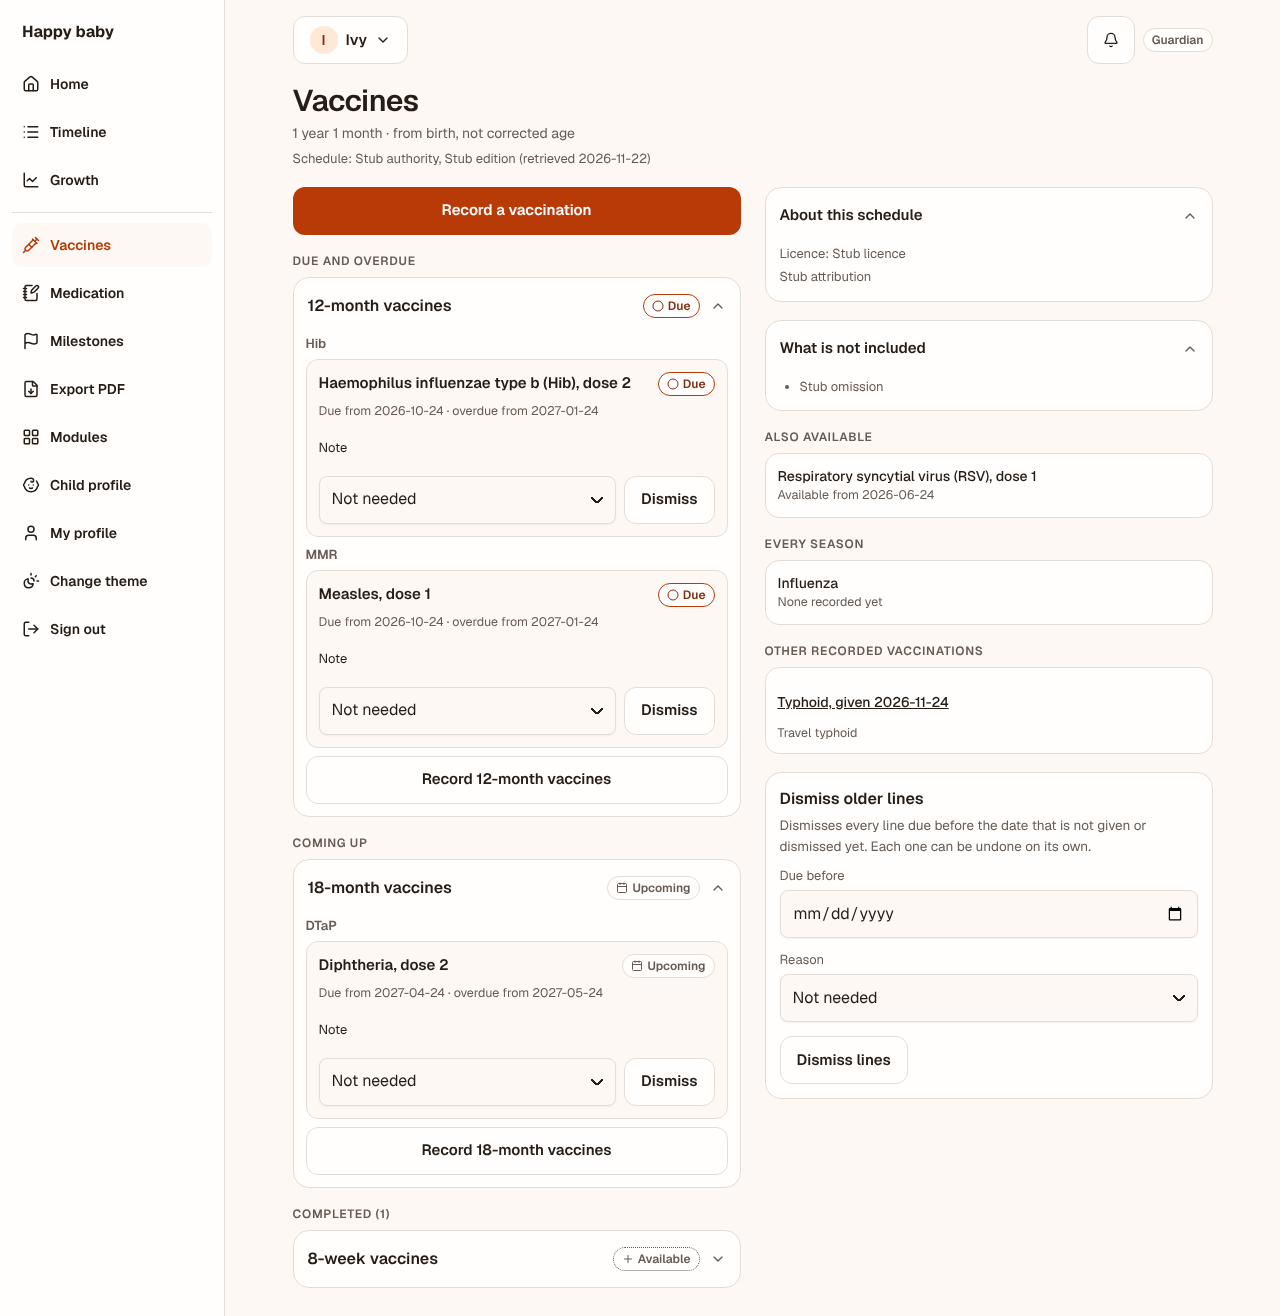 Happy baby
Home
Timeline
Growth
Vaccines
Medication
Milestones
Export PDF
Modules
Child profile
My profile
Change theme
Sign out
I Ivy
Guardian
Vaccines
1 year 1 month · from birth, not corrected age
Schedule: Stub authority, Stub edition (retrieved 2026-11-22)
Record a vaccination
DUE AND OVERDUE
12-month vaccines
Due
Hib
Haemophilus influenzae type b (Hib), dose 2
Due
Due from 2026-10-24 · overdue from 2027-01-24
Note
Not needed
Dismiss
MMR
Measles, dose 1
Due
Due from 2026-10-24 · overdue from 2027-01-24
Note
Not needed
Dismiss
Record 12-month vaccines
COMING UP
18-month vaccines
Upcoming
DTaP
Diphtheria, dose 2
Upcoming
Due from 2027-04-24 · overdue from 2027-05-24
Note
Not needed
Dismiss
Record 18-month vaccines
COMPLETED (1)
8-week vaccines
Available
About this schedule
Licence: Stub licence
Stub attribution
What is not included
• Stub omission
ALSO AVAILABLE
Respiratory syncytial virus (RSV), dose 1
Available from 2026-06-24
EVERY SEASON
Influenza
None recorded yet
OTHER RECORDED VACCINATIONS
Typhoid, given 2026-11-24
Travel typhoid
Dismiss older lines
Dismisses every line due before the date that is not given or
dismissed yet. Each one can be undone on its own.
Due before
mm/dd/yyyy
Reason
Not needed
Dismiss lines